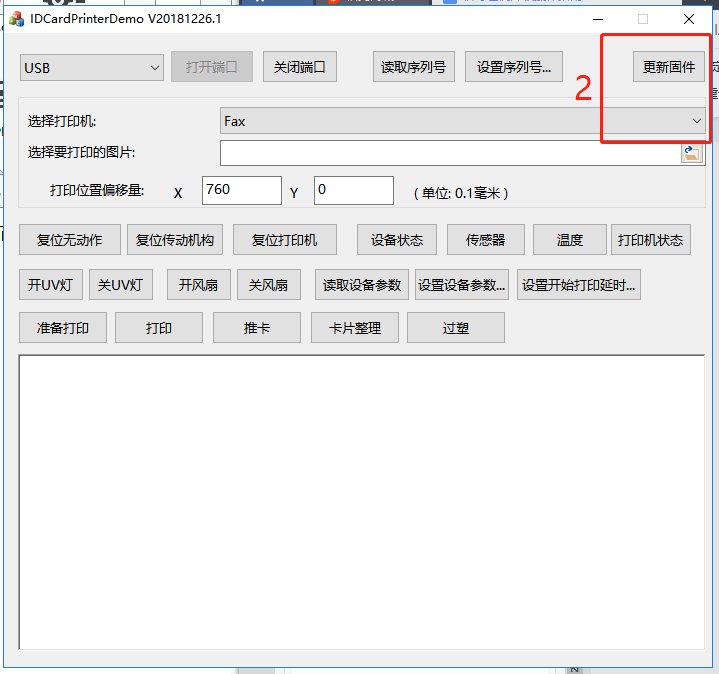 IDCardPrinterDemo V20181226.1
USB 打开端口 关闭端口 读取序列号 设置序列号... 更新固件
2
选择打印机: Fax
选择要打印的图片:
打印位置偏移量: X 760 Y 0 ( 单位: 0.1毫米 )
复位无动作 复位传动机构 复位打印机 设备状态 传感器 温度 打印机状态
开UV灯 关UV灯 开风扇 关风扇 读取设备参数 设置设备参数... 设置开始打印延时...
准备打印 打印 推卡 卡片整理 过塑